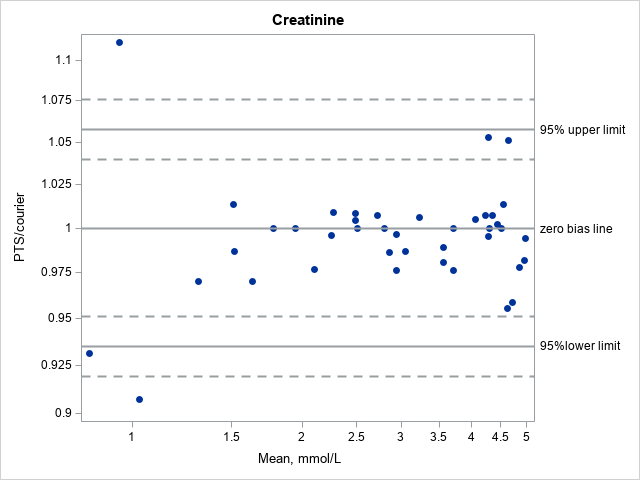 Creatinine
1.1
1.075
1.05
1.025
1
0.975
0.95
0.925
0.9
PTS/courier
95% upper limit
zero bias line
95%lower limit
1 1.5 2 2.5 3 3.5 4 4.5 5
Mean, mmol/L